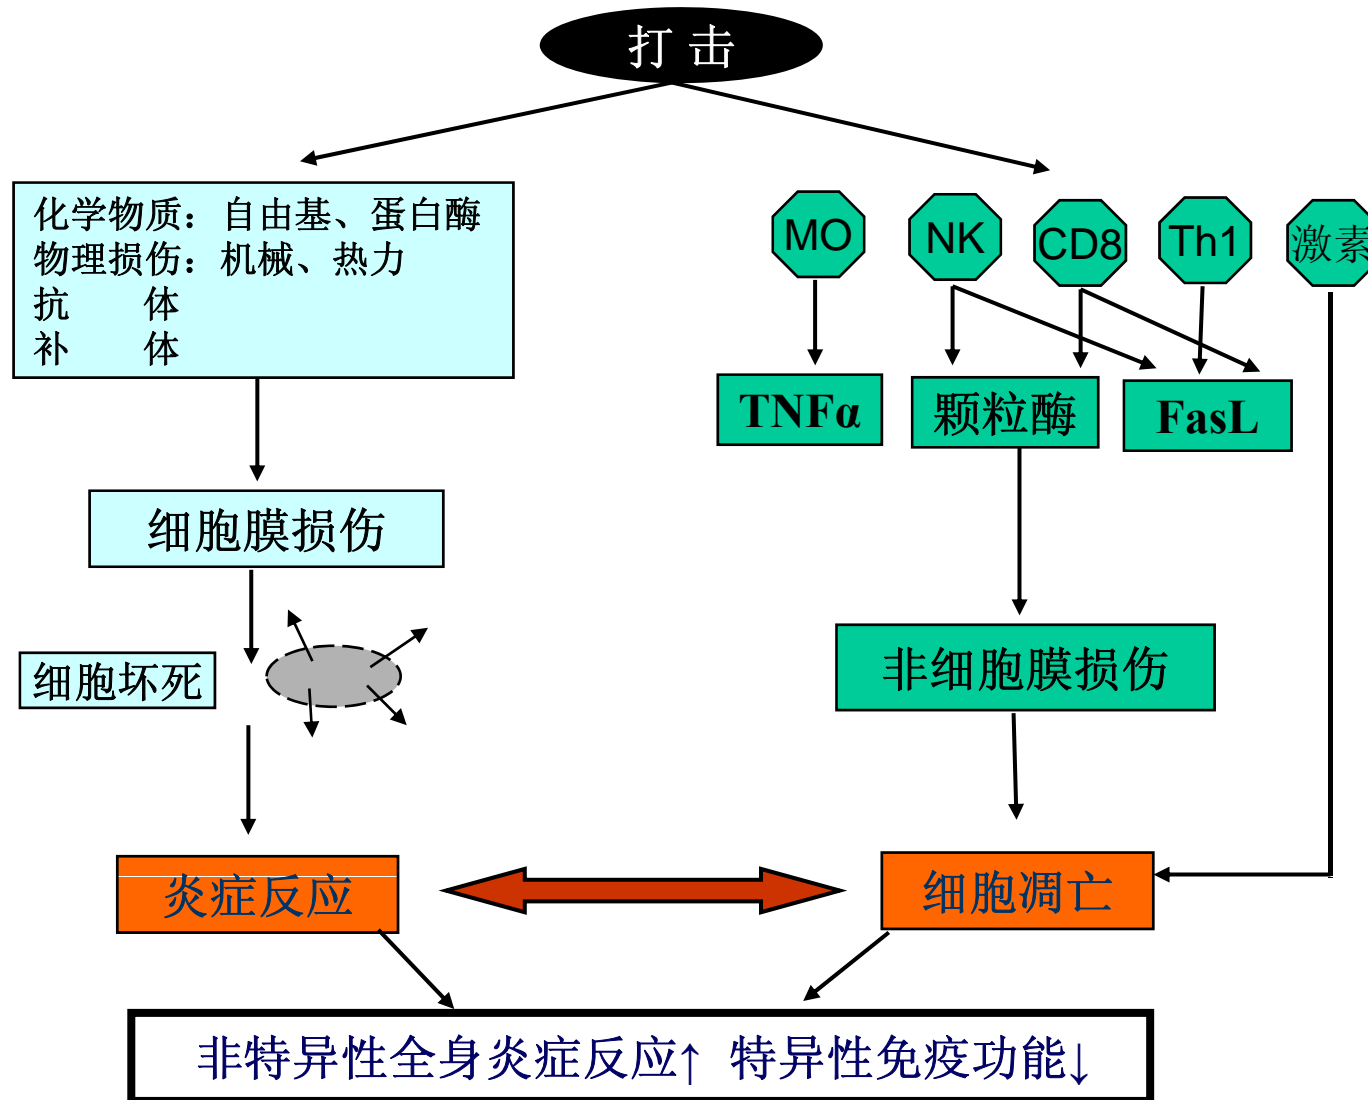 打 击
化学物质：自由基、蛋白酶
物理损伤：机械、热力
抗 体
补 体
MO
NK
CD8
Th1
激素
TNFα
颗粒酶
FasL
细胞膜损伤
非细胞膜损伤
细胞坏死
炎症反应
细胞凋亡
非特异性全身炎症反应↑ 特异性免疫功能↓